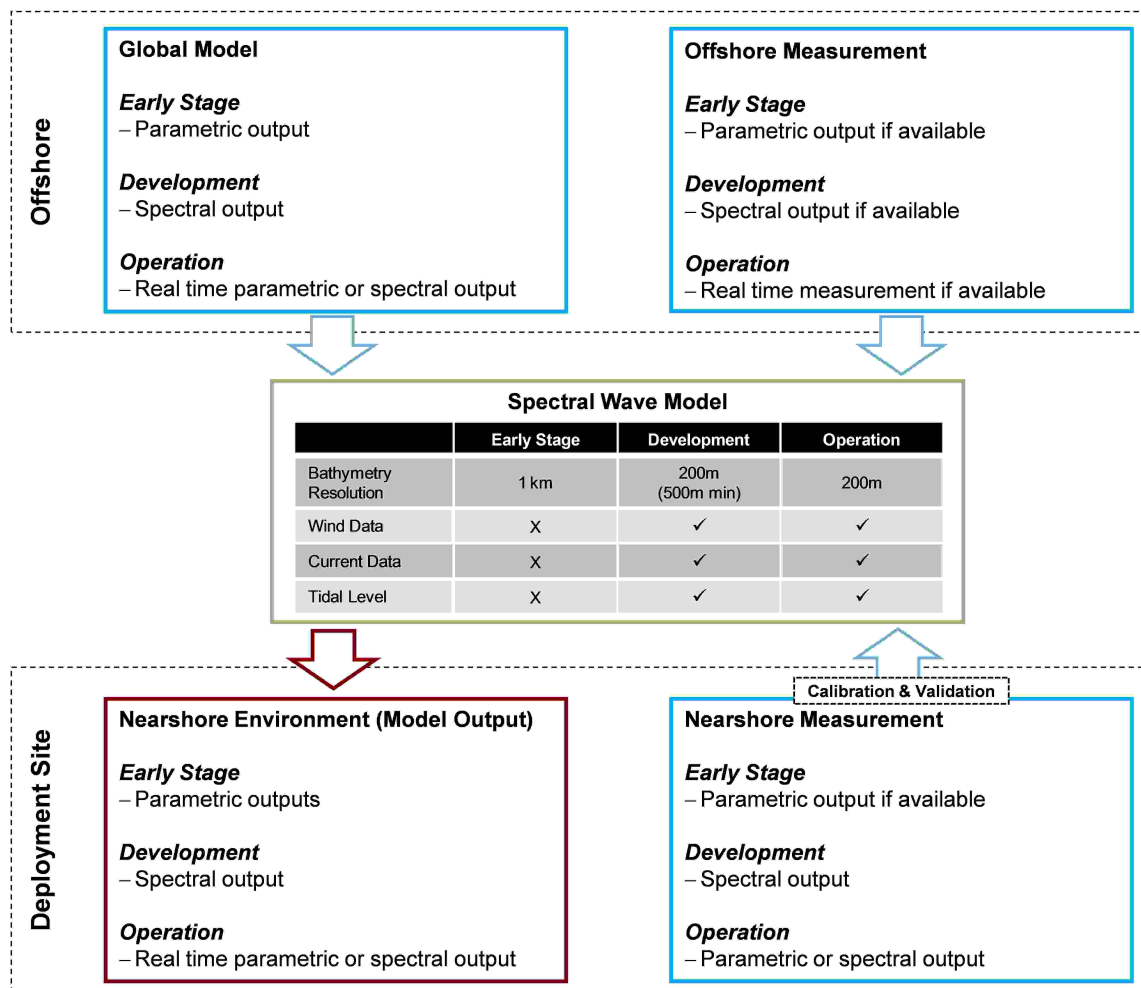 Offshore
Global Model
Early Stage
– Parametric output
Development
– Spectral output
Operation
– Real time parametric or spectral output
Offshore Measurement
Early Stage
– Parametric output if available
Development
– Spectral output if available
Operation
– Real time measurement if available
Spectral Wave Model
Early Stage Development Operation
Bathymetry
Resolution
1 km
200m
(500m min)
200m
Wind Data X ✓ ✓
Current Data X ✓ ✓
Tidal Level X ✓ ✓
Deployment Site
Nearshore Environment (Model Output)
Early Stage
– Parametric outputs
Development
– Spectral output
Operation
– Real time parametric or spectral output
Calibration & Validation
Nearshore Measurement
Early Stage
– Parametric output if available
Development
– Spectral output
Operation
– Parametric or spectral output